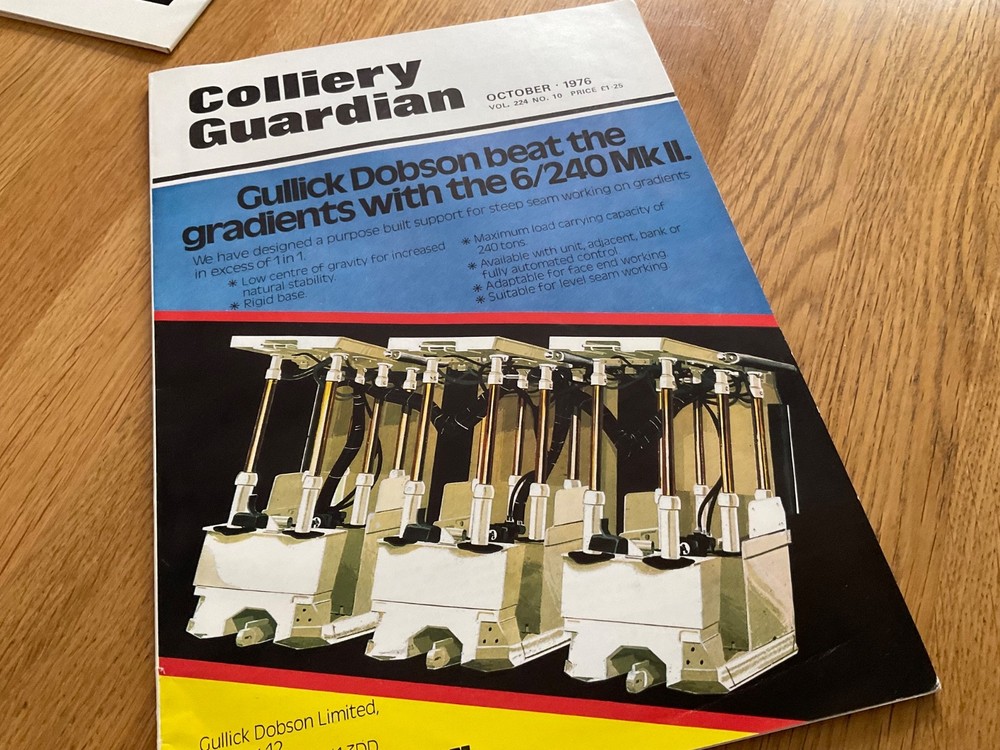 Colliery
Guardian
OCTOBER · 1976
VOL. 224 NO. 10 PRICE £1·25
Gullick Dobson beat the
gradients with the 6/240 Mk II.
We have designed a purpose built support for steep seam working on gradients
in excess of 1 in 1.
* Low centre of gravity for increased
natural stability.
* Rigid base.
* Maximum load carrying capacity of
240 tons.
* Available with unit, adjacent, bank or
fully automated control.
* Adaptable for face end working.
* Suitable for level seam working.
Gullick Dobson Limited,